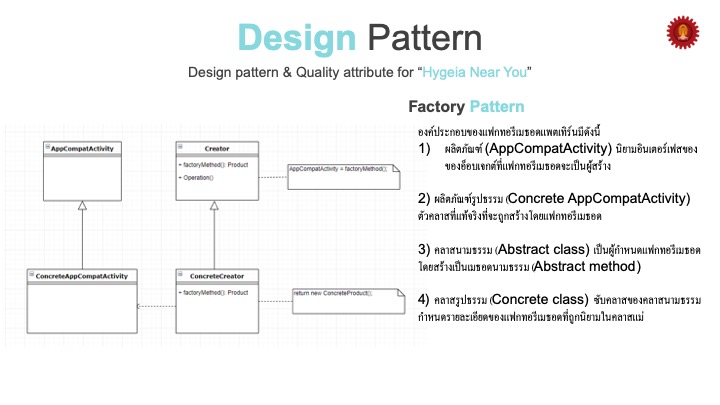 Design Pattern
Design pattern & Quality attribute for “Hygeia Near You”
Factory Pattern
องค์ประกอบของแฟกทอรีเมธอดแพตเทิร์นมีดังนี้
1) ผลิตภัณฑ์ (AppCompatActivity) นิยามอินเตอร์เฟสของ
ของอ็อบเจกต์ที่แฟกทอรีเมธอดจะเป็นผู้สร้าง
2) ผลิตภัณฑ์รูปธรรม (Concrete AppCompatActivity)
ตัวคลาสที่แท้จริงที่จะถูกสร้างโดยแฟกทอรีเมธอด
3) คลาสนามธรรม (Abstract class) เป็นผู้กำหนดแฟกทอรีเมธอด
โดยสร้างเป็นเมธอดนามธรรม (Abstract method)
4) คลาสรูปธรรม (Concrete class) ซับคลาสของคลาสนามธรรม
กำหนดรายละเอียดของแฟกทอรีเมธอดที่ถูกนิยามในคลาสแม่
AppCompatActivity
Creator
+ factoryMethod(): Product
+ Operation()
AppCompatActivity = factoryMethod();
ConcreteAppCompatActivity
ConcreteCreator
+ factoryMethod(): Product
return new ConcreteProduct();